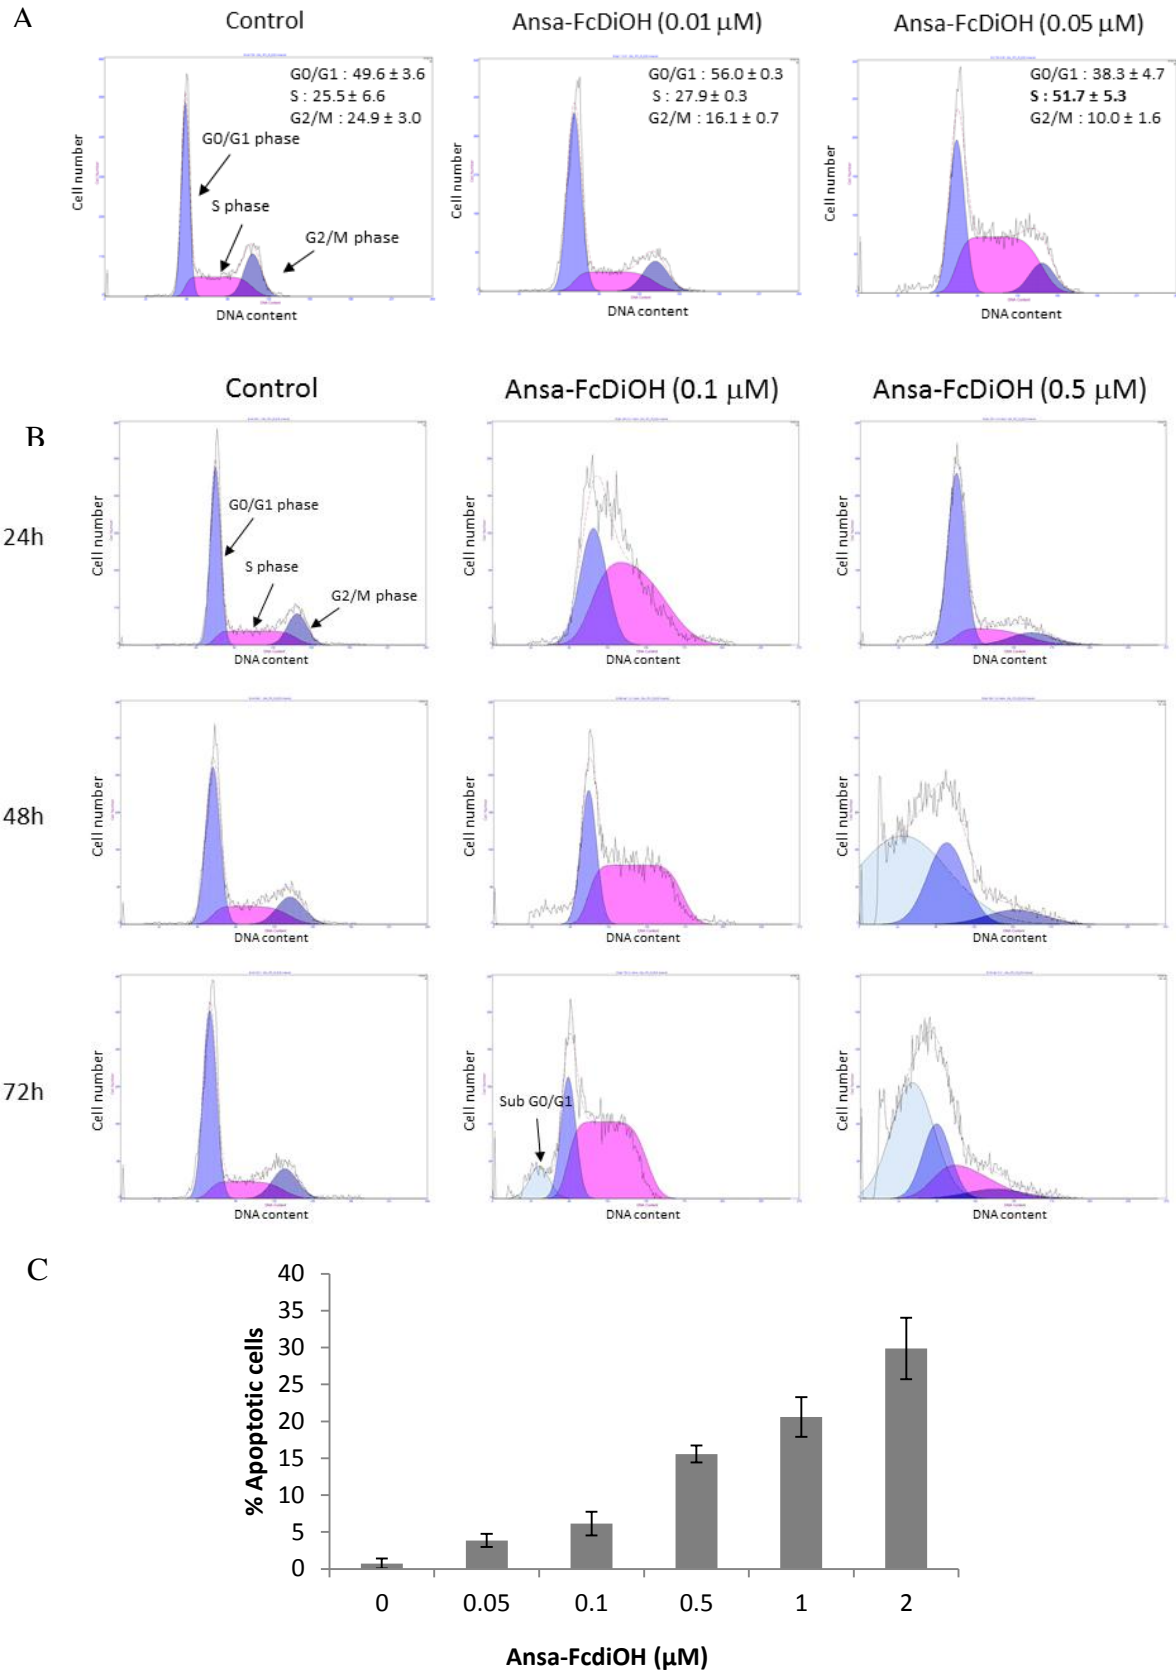 A
Control
Ansa-FcDiOH (0.01 µM)
Ansa-FcDiOH (0.05 µM)
G0/G1 : 49.6 ± 3.6
S : 25.5 ± 6.6
G2/M : 24.9 ± 3.0
G0/G1 phase
S phase
G2/M phase
Cell number
DNA content
G0/G1 : 56.0 ± 0.3
S : 27.9 ± 0.3
G2/M : 16.1 ± 0.7
Cell number
DNA content
G0/G1 : 38.3 ± 4.7
S : 51.7 ± 5.3
G2/M : 10.0 ± 1.6
Cell number
DNA content
B
Control
Ansa-FcDiOH (0.1 µM)
Ansa-FcDiOH (0.5 µM)
24h
Cell number
G0/G1 phase
S phase
G2/M phase
DNA content
Cell number
DNA content
Cell number
DNA content
48h
Cell number
DNA content
Cell number
DNA content
Cell number
DNA content
72h
Cell number
DNA content
Cell number
Sub G0/G1
DNA content
Cell number
DNA content
C
% Apoptotic cells
40
35
30
25
20
15
10
5
0
0 0.05 0.1 0.5 1 2
Ansa-FcdiOH (µM)